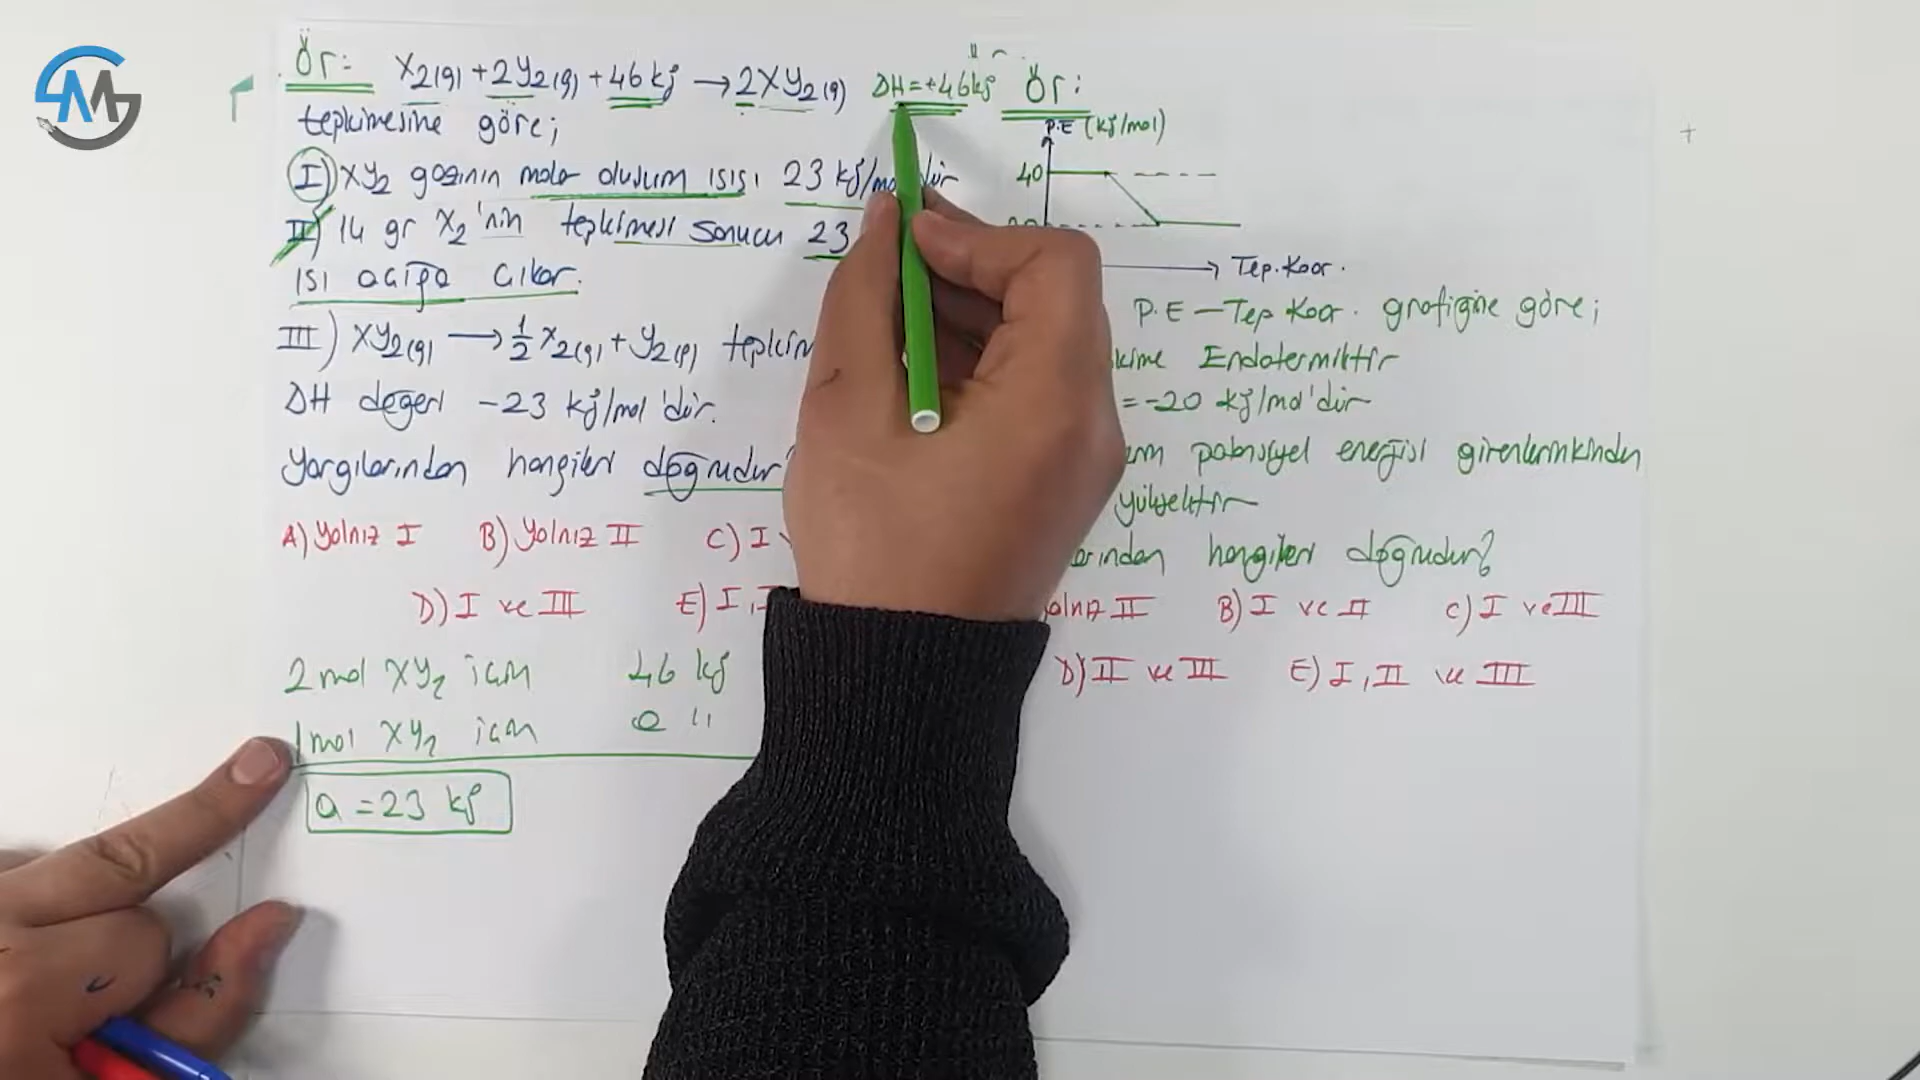 Ör:
X2(g) + 2Y2(g) + 46 kj → 2XY2(g) ΔH=+46kj
tepkimesine göre;
I) XY2 gazının molar oluşum ısısı 23 kj/mol'dür
II) 14 gr X2'nin tepkimesi sonucu 23
ısı açığa çıkar.
III) XY2(g) → 1/2 X2(g) + Y2(g)
ΔH değeri -23 kj/mol'dür.
Yargılarından hangileri doğrudur?
A) Yalnız I B) Yalnız II C) I
D) I ve III E) I,
2 mol XY2 için 46 kj
1 mol XY2 için a "
a = 23 kj
Ör:
P.E (kj/mol)
40
Tep.Koor.
P.E – Tep Koor. grafiğine göre;
Endotermiktir
= -20 kj/mol'dür
potansiyel enerjisi girenlerinkinden
yüksektir
hangileri doğrudur?
II B) I ve II C) I ve III
D) II ve III E) I, II ve III